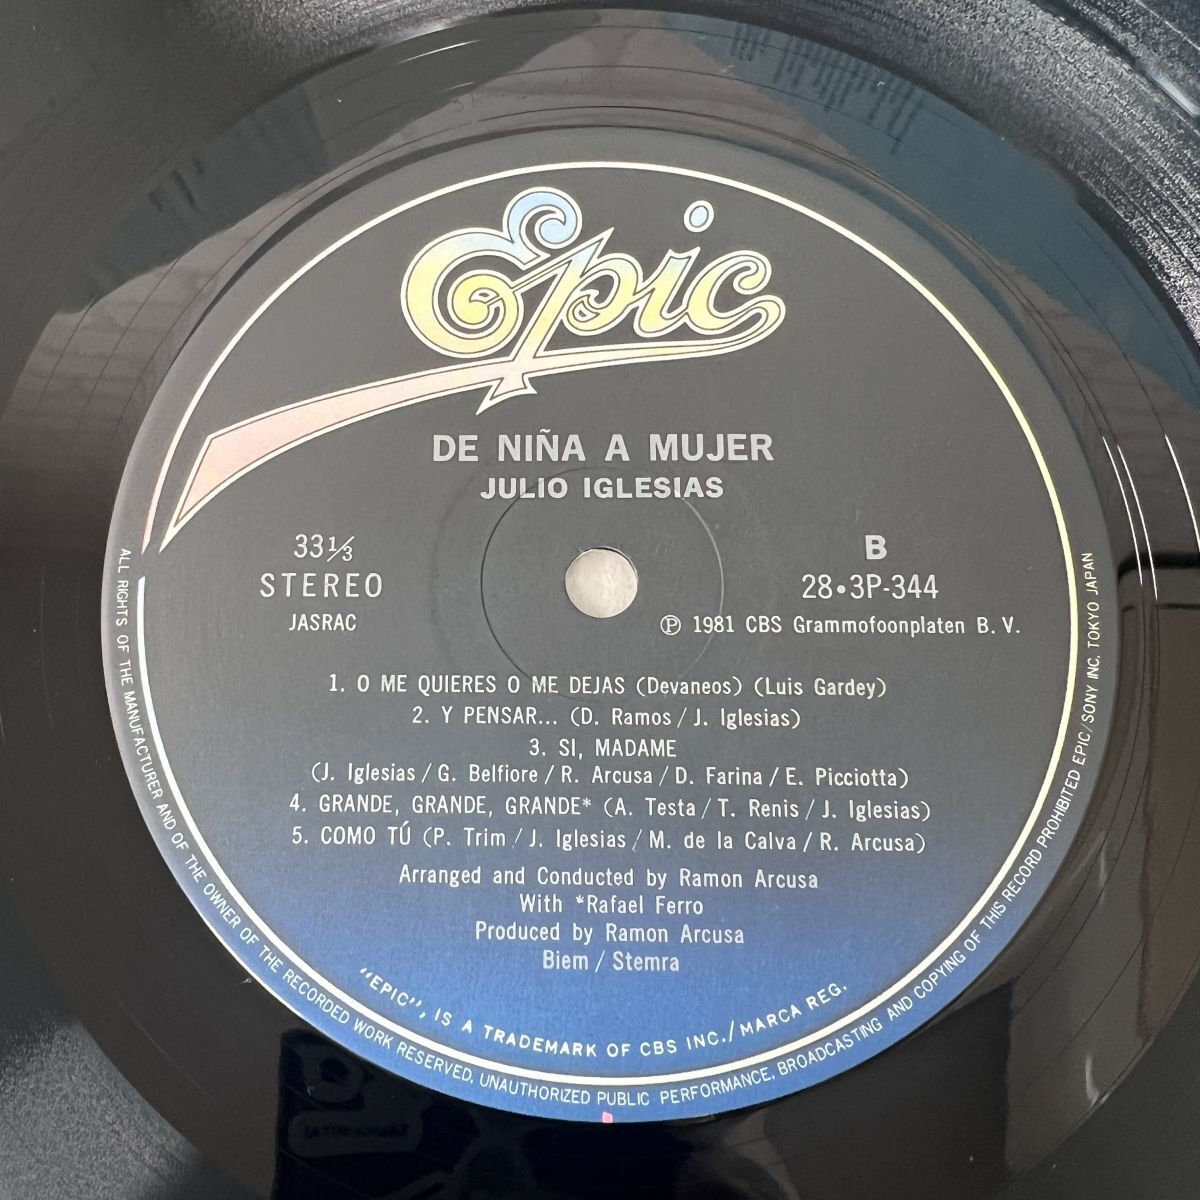 Epic
DE NIÑA A MUJER
JULIO IGLESIAS
33⅓
STEREO
JASRAC
B
28•3P-344
Ⓟ 1981 CBS Grammofoonplaten B. V.
1. O ME QUIERES O ME DEJAS (Devaneos) (Luis Gardey)
2. Y PENSAR... (D. Ramos / J. Iglesias)
3. SI, MADAME
(J. Iglesias / G. Belfiore / R. Arcusa / D. Farina / E. Picciotta)
4. GRANDE, GRANDE, GRANDE* (A. Testa / T. Renis / J. Iglesias)
5. COMO TÚ (P. Trim / J. Iglesias / M. de la Calva / R. Arcusa)
Arranged and Conducted by Ramon Arcusa
With *Rafael Ferro
Produced by Ramon Arcusa
Biem / Stemra
"EPIC", IS A TRADEMARK OF CBS INC./MARCA REG.
ALL RIGHTS OF THE MANUFACTURER AND OF THE OWNER OF THE RECORDED WORK RESERVED. UNAUTHORIZED PUBLIC PERFORMANCE, BROADCASTING AND COPYING OF THIS RECORD PROHIBITED EPIC/SONY INC. TOKYO JAPAN